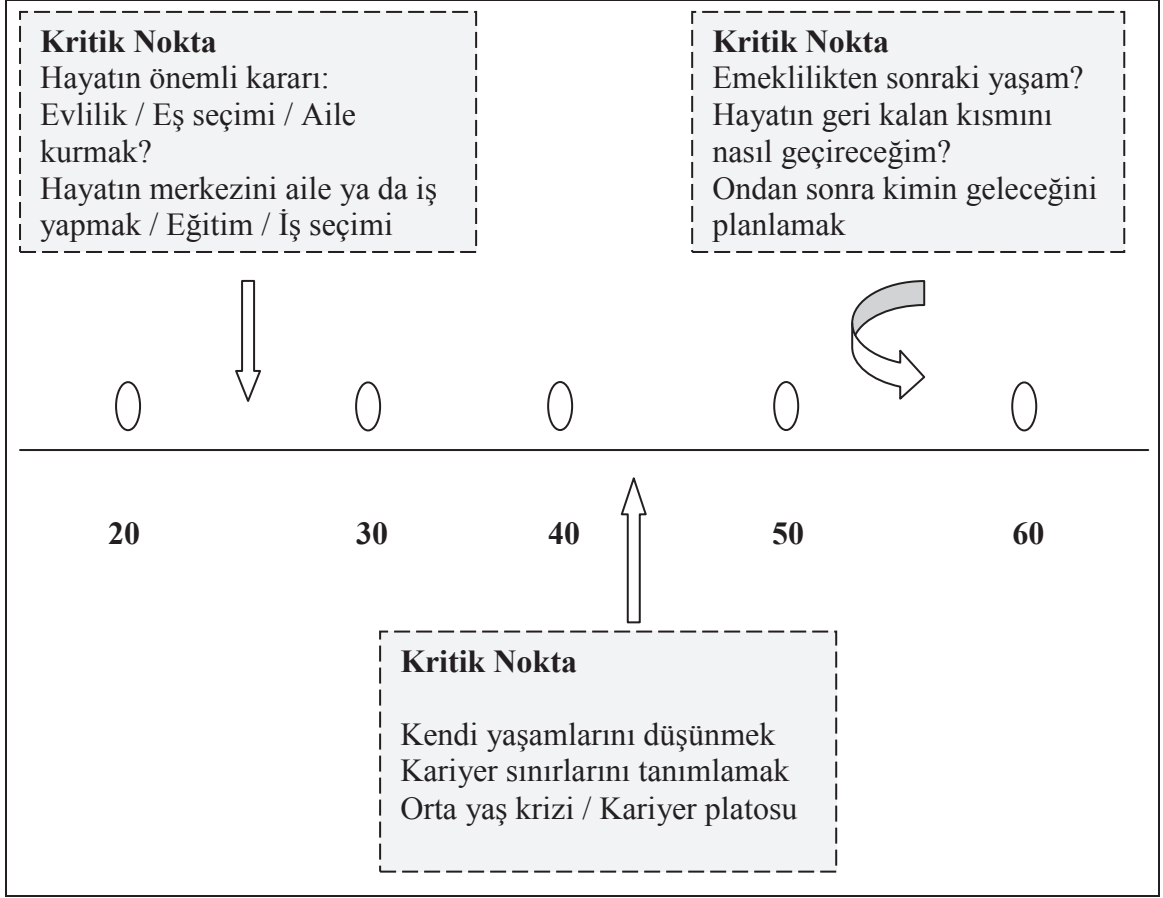 Kritik Nokta
Hayatın önemli kararı:
Evlilik / Eş seçimi / Aile
kurmak?
Hayatın merkezini aile ya da iş
yapmak / Eğitim / İş seçimi
Kritik Nokta
Emeklilikten sonraki yaşam?
Hayatın geri kalan kısmını
nasıl geçireceğim?
Ondan sonra kimin geleceğini
planlamak
20
30
40
50
60
Kritik Nokta
Kendi yaşamlarını düşünmek
Kariyer sınırlarını tanımlamak
Orta yaş krizi / Kariyer platosu